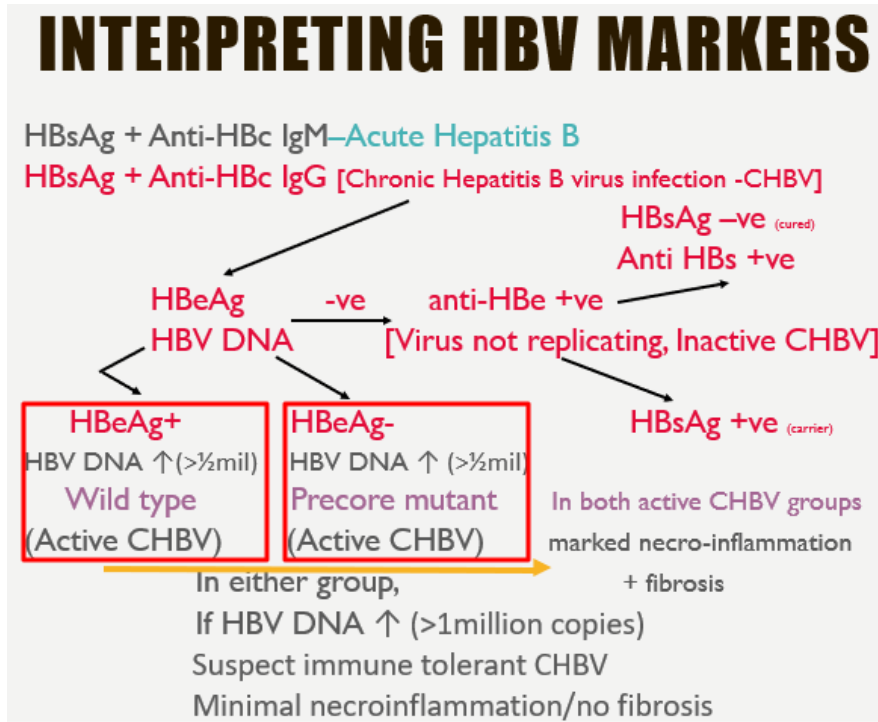 INTERPRETING HBV MARKERS
HBsAg + Anti-HBc IgM–Acute Hepatitis B
HBsAg + Anti-HBc IgG [Chronic Hepatitis B virus infection -CHBV]
HBsAg –ve (cured)
Anti HBs +ve
HBeAg -ve anti-HBe +ve
HBV DNA [Virus not replicating, Inactive CHBV]
HBeAg+ HBeAg- HBsAg +ve (carrier)
HBV DNA ↑(>½mil) HBV DNA ↑ (>½mil)
Wild type Precore mutant In both active CHBV groups
(Active CHBV) (Active CHBV) marked necro-inflammation
In either group, + fibrosis
If HBV DNA ↑ (>1million copies)
Suspect immune tolerant CHBV
Minimal necroinflammation/no fibrosis